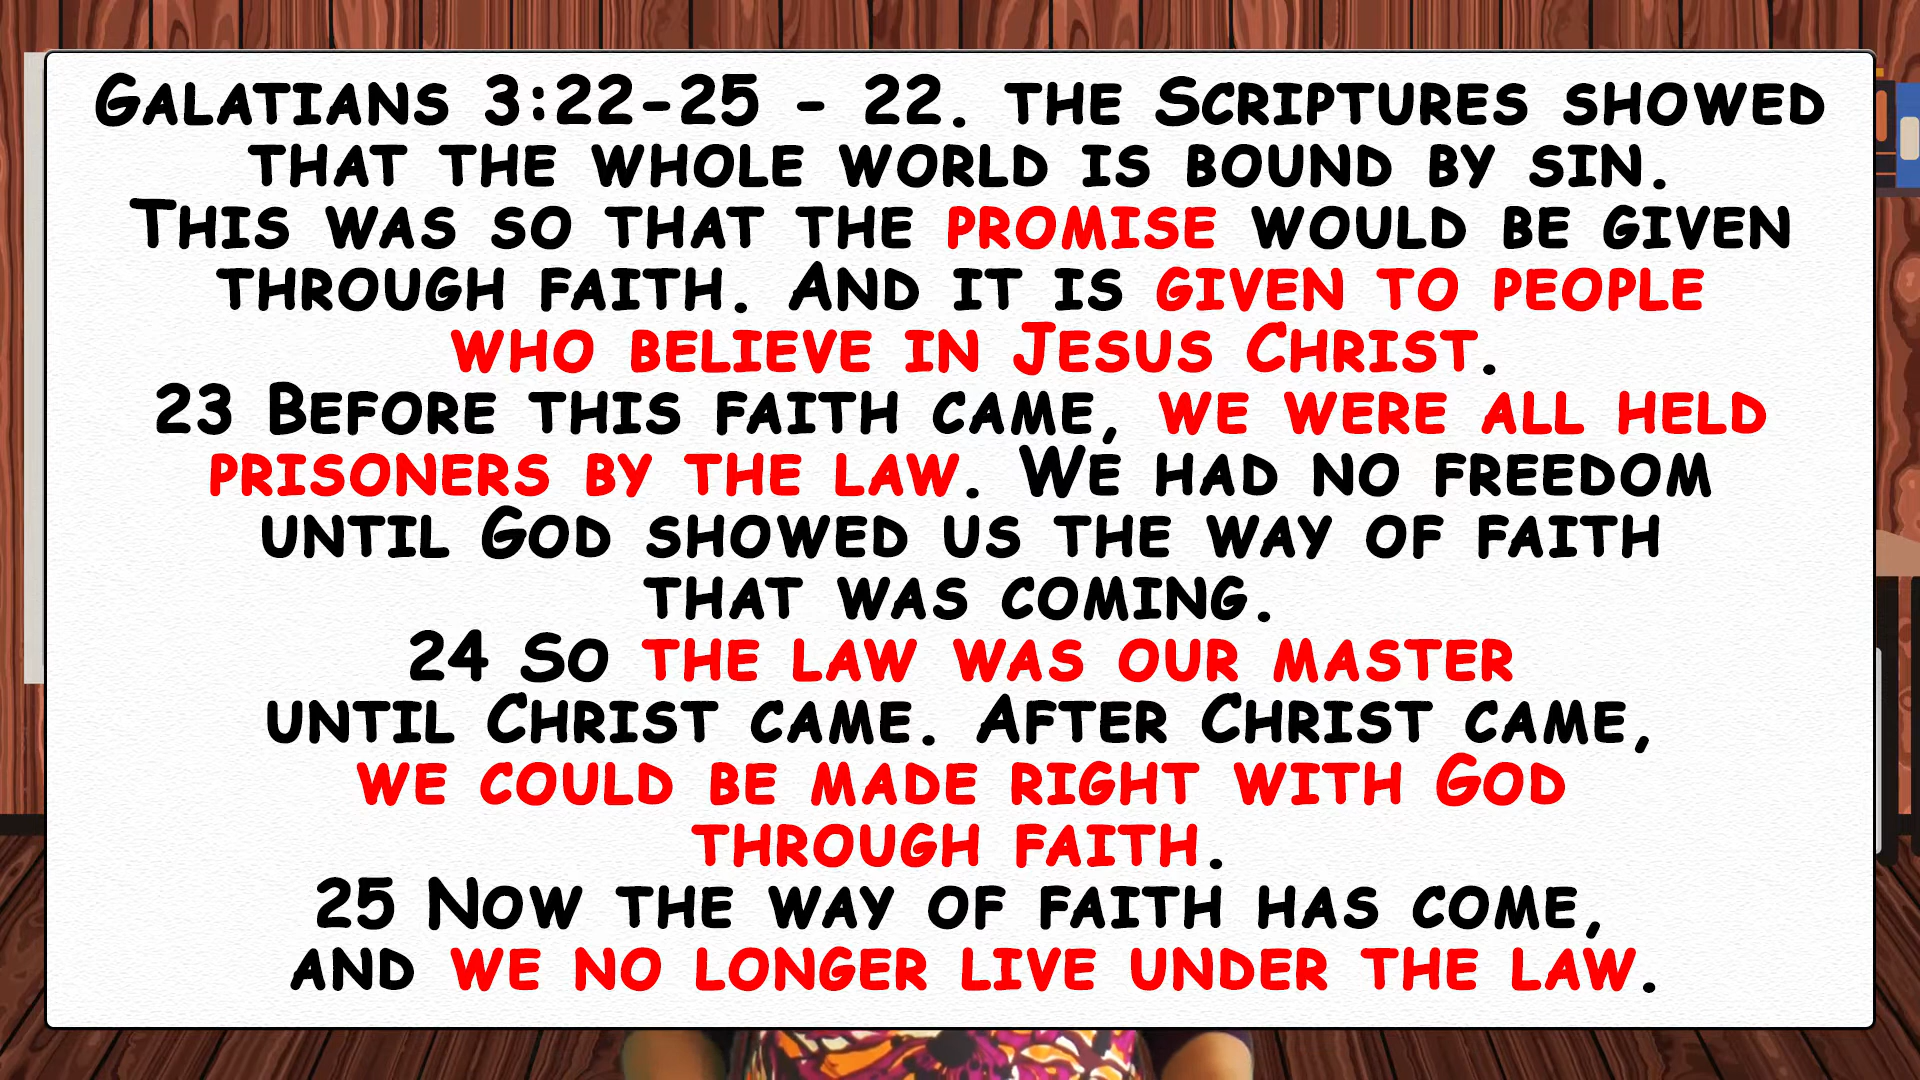 Galatians 3:22-25 - 22. the Scriptures showed
that the whole world is bound by sin.
This was so that the promise would be given
through faith. And it is given to people
who believe in Jesus Christ.
23 Before this faith came, we were all held
prisoners by the law. We had no freedom
until God showed us the way of faith
that was coming.
24 So the law was our master
until Christ came. After Christ came,
we could be made right with God
through faith.
25 Now the way of faith has come,
and we no longer live under the law.